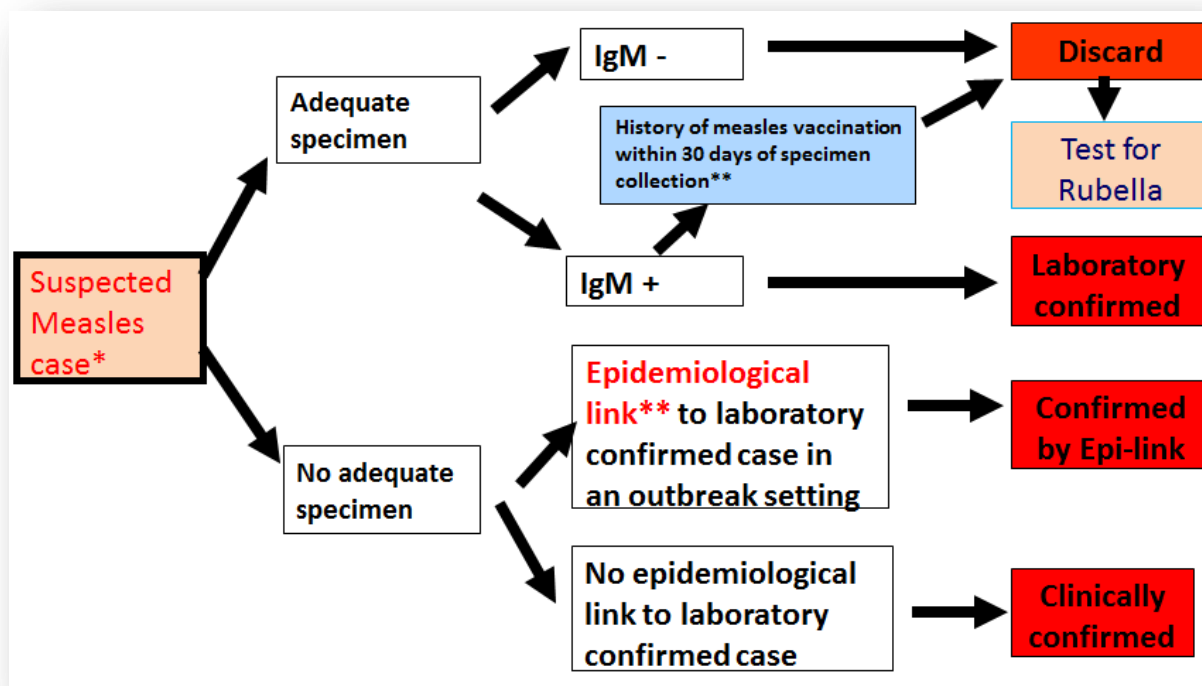 IgM -
Discard
Adequate
specimen
History of measles vaccination
within 30 days of specimen
collection**
Test for
Rubella
Suspected
Measles
case*
IgM +
Laboratory
confirmed
Epidemiological
link** to laboratory
confirmed case in
an outbreak setting
Confirmed
by Epi-link
No adequate
specimen
No epidemiological
link to laboratory
confirmed case
Clinically
confirmed